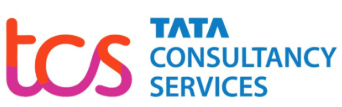 tcs
TATA
CONSULTANCY
SERVICES